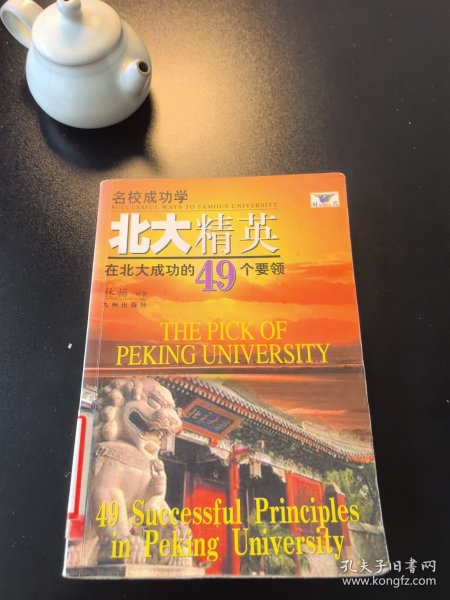 名校成功学
SUCCESSFUL WAYS TO FAMOUS UNIVERSITY
北大精英
在北大成功的49个要领
编著
九州出版社
THE PICK OF
PEKING UNIVERSITY
49 Successful Principles
in Peking University
孔夫子旧书网
www.kongfz.com